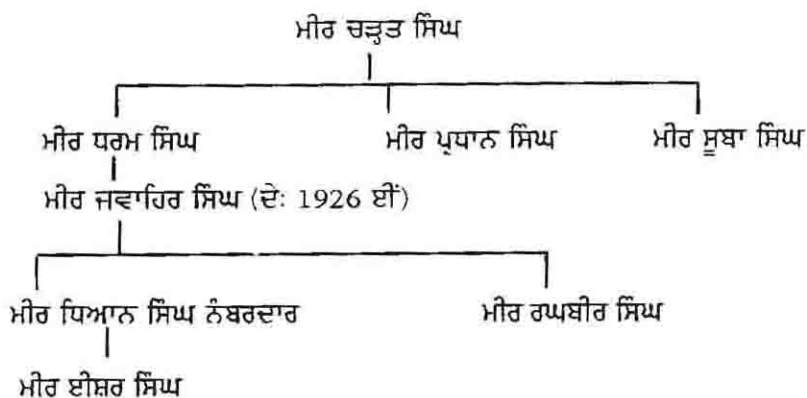 ਮੀਰ ਚੜ੍ਹਤ ਸਿੰਘ
ਮੀਰ ਧਰਮ ਸਿੰਘ ਮੀਰ ਪ੍ਰਧਾਨ ਸਿੰਘ ਮੀਰ ਸੂਬਾ ਸਿੰਘ
ਮੀਰ ਜਵਾਹਿਰ ਸਿੰਘ (ਦੇਃ 1926 ਈਂ)
ਮੀਰ ਧਿਆਨ ਸਿੰਘ ਨੰਬਰਦਾਰ ਮੀਰ ਰਘਬੀਰ ਸਿੰਘ
ਮੀਰ ਈਸ਼ਰ ਸਿੰਘ